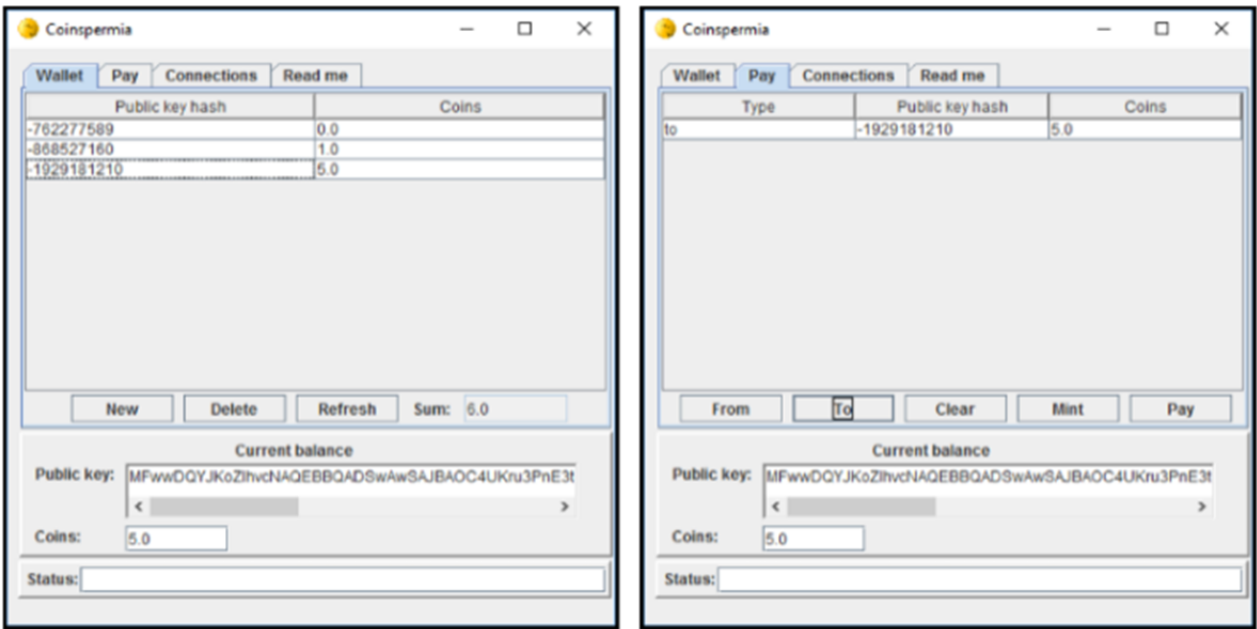 Coinspermia
Wallet Pay Connections Read me
Public key hash Coins
-762277589 0.0
-868527160 1.0
-1929181210 5.0
New Delete Refresh Sum: 6.0
Current balance
Public key: MFwwDQYJKoZIhvcNAQEBBQADSwAwSAJBAOC4UKru3PnE3t
Coins: 5.0
Status:
Coinspermia
Wallet Pay Connections Read me
Type Public key hash Coins
to -1929181210 5.0
From To Clear Mint Pay
Current balance
Public key: MFwwDQYJKoZIhvcNAQEBBQADSwAwSAJBAOC4UKru3PnE3t
Coins: 5.0
Status: